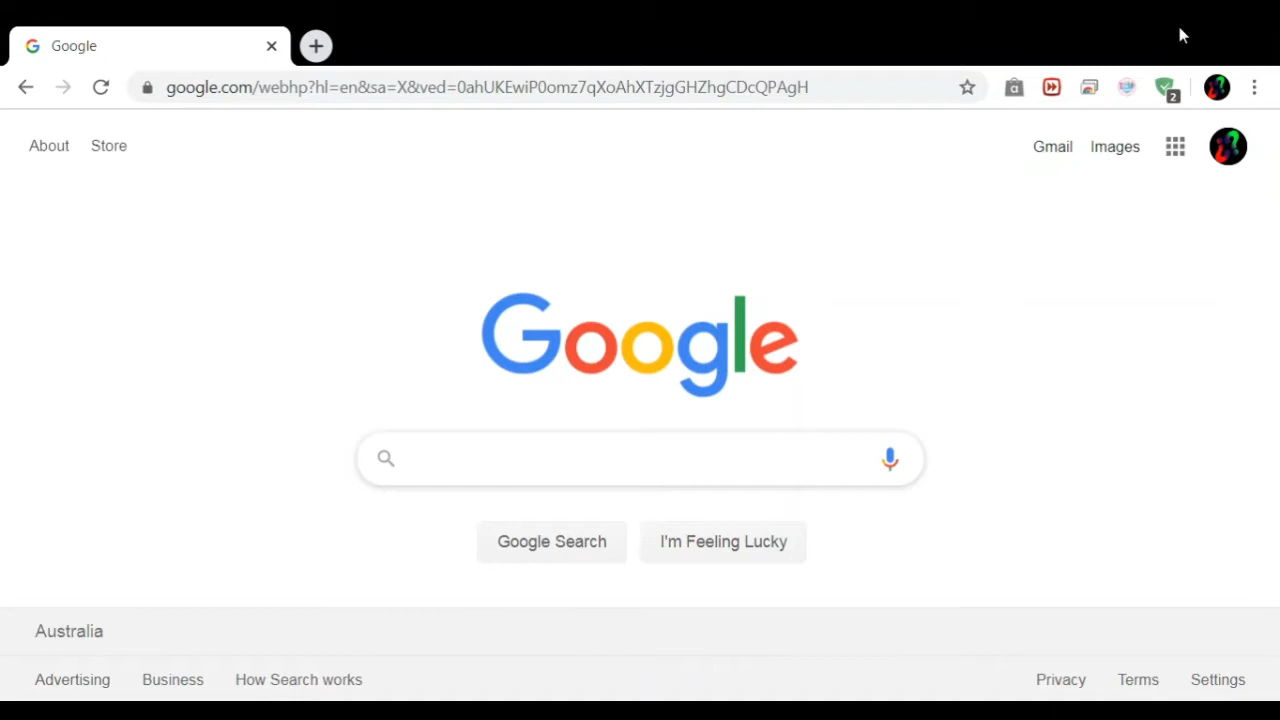 Google
google.com/webhp?hl=en&sa=X&ved=0ahUKEwiP0omz7qXoAhXTzjgGHZhgCDcQPAgH
2
About Store
Gmail Images
Google
Google Search I'm Feeling Lucky
Australia
Advertising Business How Search works
Privacy Terms Settings